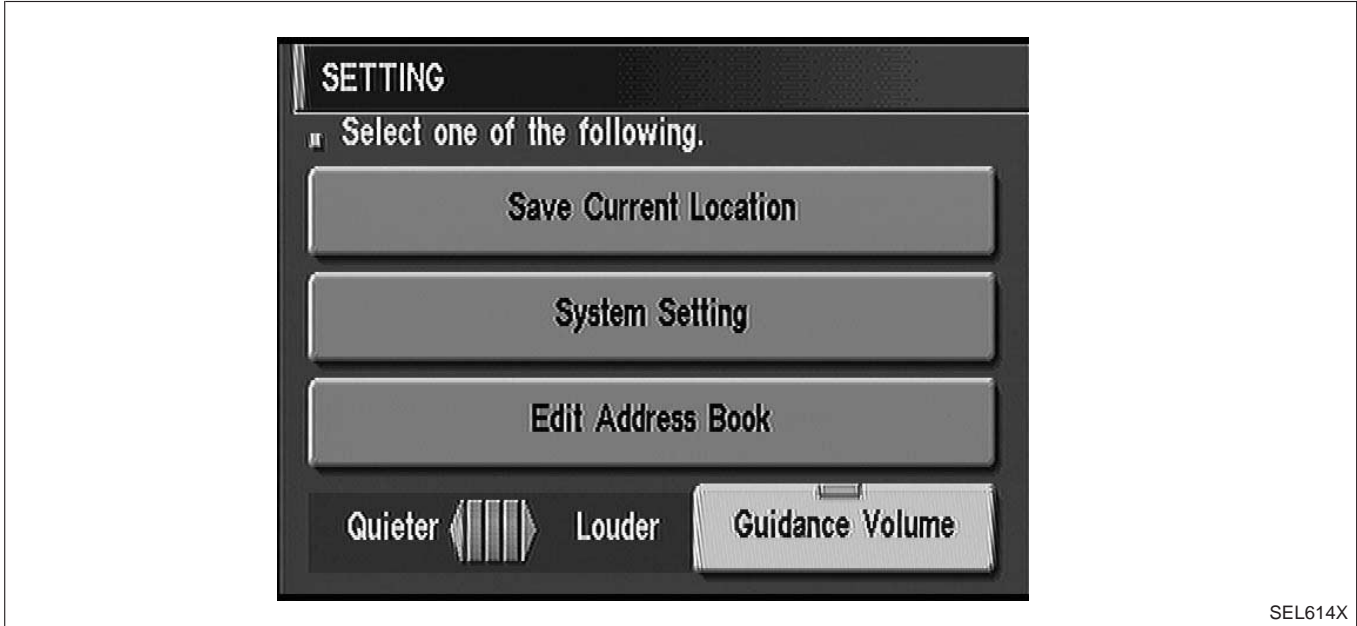 SETTING
Select one of the following.
Save Current Location
System Setting
Edit Address Book
Quieter Louder Guidance Volume
SEL614X